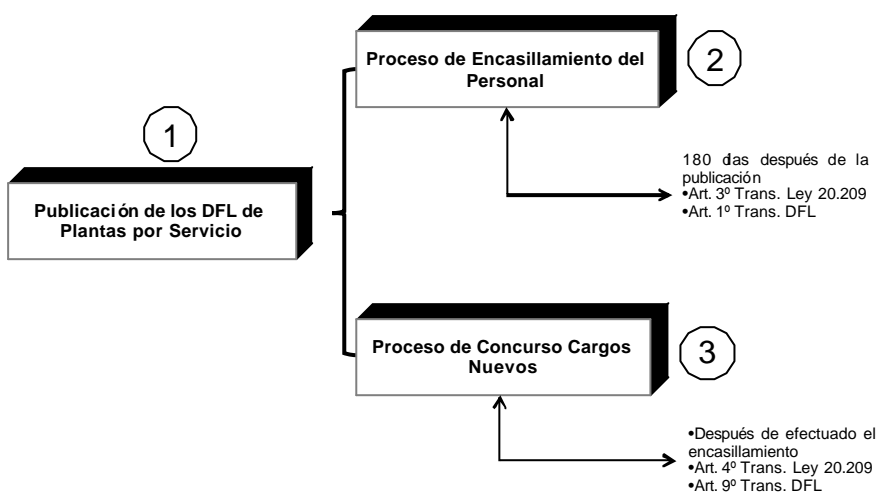 1
Publicación de los DFL de
Plantas por Servicio
Proceso de Encasillamiento del
Personal
2
180 das después de la
publicación
•Art. 3º Trans. Ley 20.209
•Art. 1º Trans. DFL
Proceso de Concurso Cargos
Nuevos
3
•Después de efectuado el
encasillamiento
•Art. 4º Trans. Ley 20.209
•Art. 9º Trans. DFL